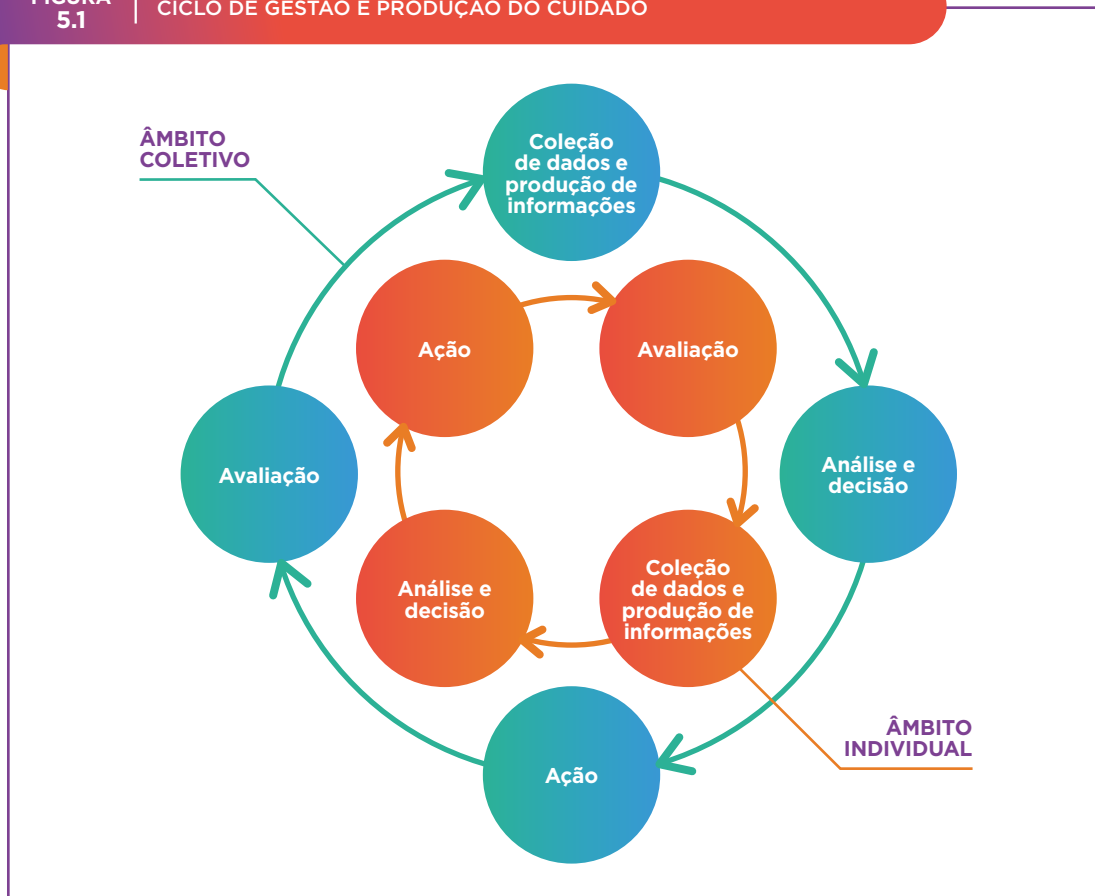 FIGURA
5.1
CICLO DE GESTÃO E PRODUÇÃO DO CUIDADO
ÂMBITO
COLETIVO
Coleção
de dados e
produção de
informações
Ação
Avaliação
Avaliação
Análise e
decisão
Análise e
decisão
Coleção
de dados e
produção de
informações
Ação
ÂMBITO
INDIVIDUAL